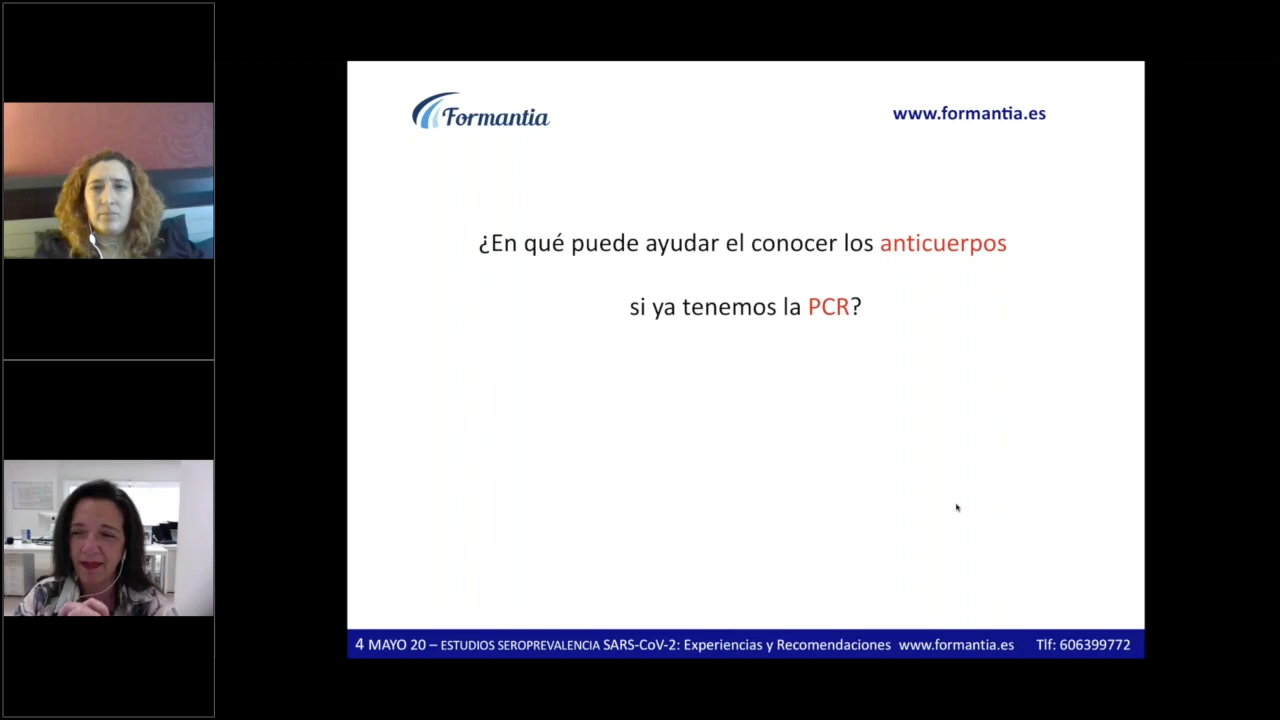 Formantia
www.formantia.es
¿En qué puede ayudar el conocer los anticuerpos
si ya tenemos la PCR?
4 MAYO 20 – ESTUDIOS SEROPREVALENCIA SARS-CoV-2: Experiencias y Recomendaciones www.formantia.es Tlf: 606399772